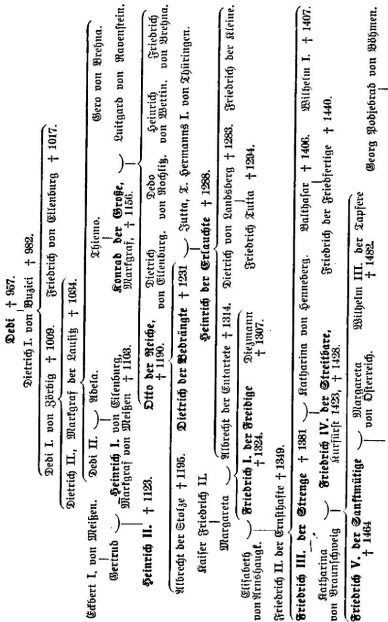 Dedi † 957.
Dietrich I. von Buzici † 982.
Dedi I. von Zörbig † 1009. Friedrich von Eilenburg † 1017.
Dietrich II., Markgraf der Lausitz † 1034.
Ekbert I. von Meißen. Dedi II. Adela. Thiemo. Gero von Brehna.
Gertrud Heinrich I. von Eilenburg, Konrad der Große, Luitgard von Ravenstein.
Markgraf von Meißen † 1103. Markgraf, † 1156.
Heinrich II. † 1123. Otto der Reiche, Dietrich Dedo Heinrich Friedrich
† 1190. von Eilenburg. von Rochlitz. von Wettin. von Brehna.
Albrecht der Stolze † 1195. Dietrich der Bedrängte † 1221 Jutta, T. Hermanns I. von Thüringen.
Kaiser Friedrich II. Heinrich der Erlauchte † 1288.
Margareta Albrecht der Entartete † 1314. Dietrich von Landsberg † 1283. Friedrich der Kleine.
Elisabeth Friedrich I. der Freidige Diezmann Friedrich Tuta † 1294.
von Arnshaugk. † 1324. † 1307.
Friedrich II. der Ernsthafte † 1349.
Friedrich III. der Strenge † 1381 Katharina von Henneberg. Balthasar † 1406. Wilhelm I. † 1407.
Katharina Friedrich IV. der Streitbare, Friedrich der Friedfertige † 1440.
von Braunschweig Kurfürst 1423, † 1428.
Friedrich V. der Sanftmütige Margareta Wilhelm III. der Tapfere Georg Podjebrad von Böhmen.
† 1464 von Österreich. † 1482.